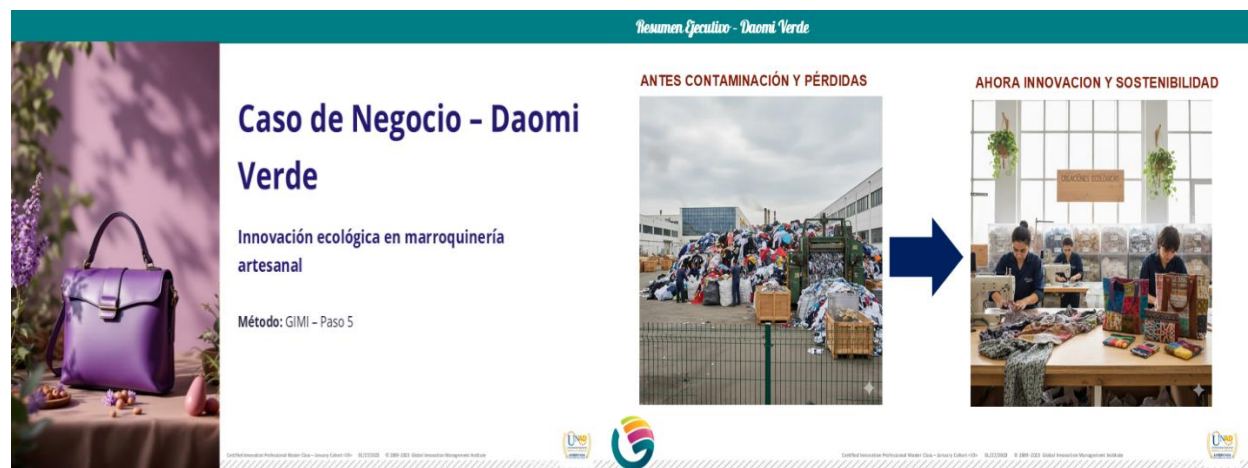 Resumen Ejecutivo - Daomi Verde
Caso de Negocio – Daomi
Verde
Innovación ecológica en marroquinería
artesanal
Método: GIMI – Paso 5
ANTES CONTAMINACIÓN Y PÉRDIDAS
AHORA INNOVACION Y SOSTENIBILIDAD
CREACIONES ECOLÓGICAS